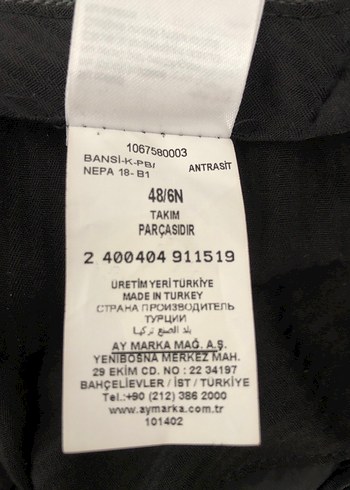 1067580003
BANSİ-K-PB/
NEPA 18-B1
ANTRASİT
48/6N
TAKIM
PARÇASIDIR
2 400404 911519
ÜRETİM YERİ TÜRKİYE
MADE IN TURKEY
СТРАНА ПРОИЗВОДИТЕЛЬ
ТУРЦИИ
بلد الصنع تركيا
AY MARKA MAĞ. A.Ş.
YENİBOSNA MERKEZ MAH.
29 EKİM CD. NO : 22 34197
BAHÇELİEVLER / İST / TÜRKİYE
Tel.:+90 (212) 386 2000
www.aymarka.com.tr
101402